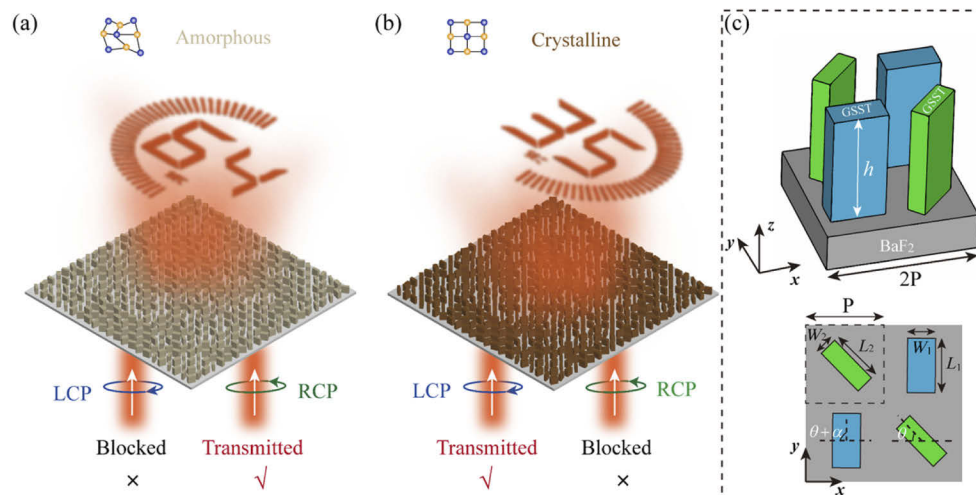 (a)
Amorphous
LCP
RCP
Blocked
Transmitted
×
√
(b)
Crystalline
LCP
RCP
Transmitted
Blocked
√
×
(c)
GSST
GSST
h
BaF₂
z
y
x
2P
P
W₂
L₂
W₁
L₁
θ+α
θ
y
x